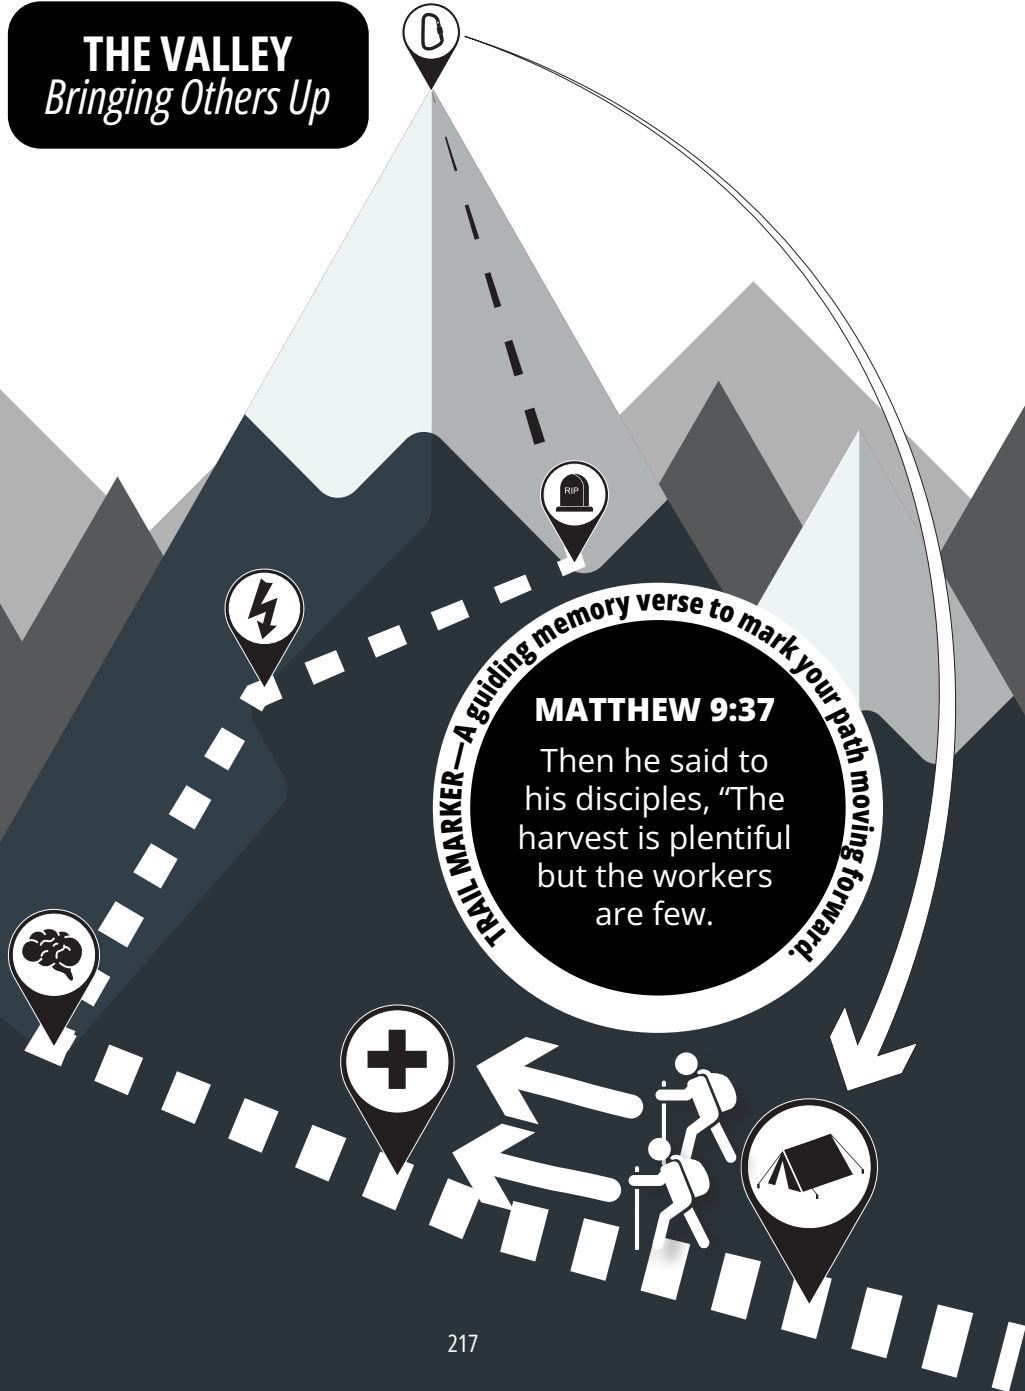 THE VALLEY
Bringing Others Up
RIP
TRAIL MARKER—A guiding memory verse to mark your path moving forward.
MATTHEW 9:37
Then he said to
his disciples, “The
harvest is plentiful
but the workers
are few.
217